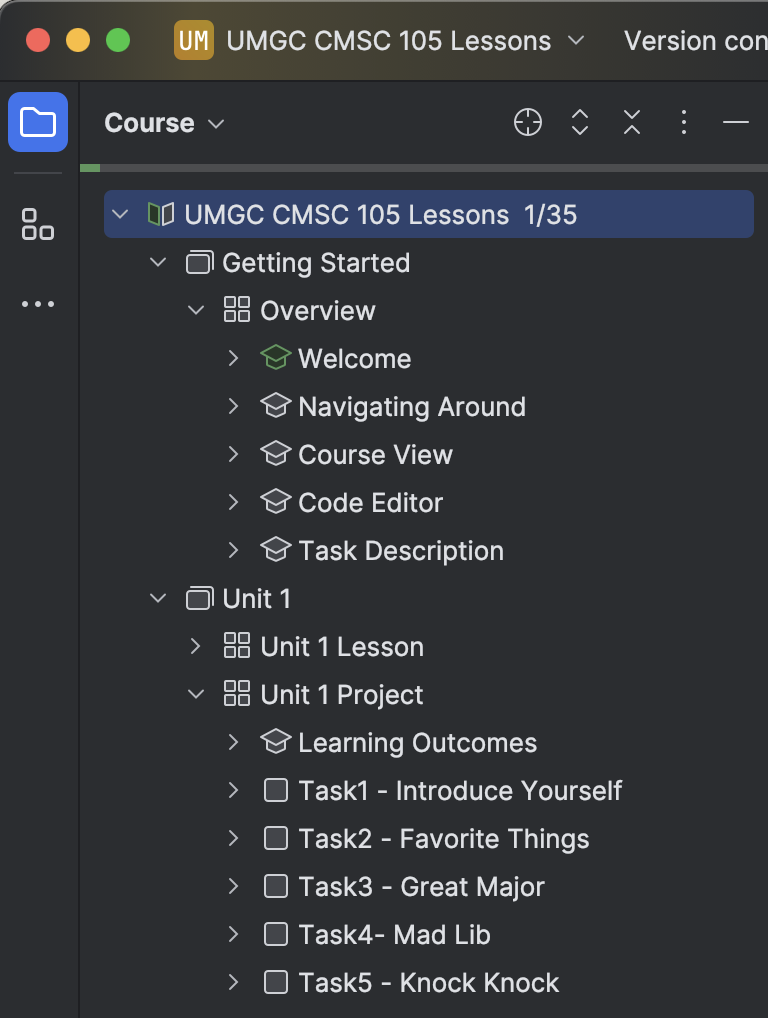 UM UMGC CMSC 105 Lessons Version con
Course
UMGC CMSC 105 Lessons 1/35
Getting Started
Overview
Welcome
Navigating Around
Course View
Code Editor
Task Description
Unit 1
Unit 1 Lesson
Unit 1 Project
Learning Outcomes
Task1 - Introduce Yourself
Task2 - Favorite Things
Task3 - Great Major
Task4- Mad Lib
Task5 - Knock Knock